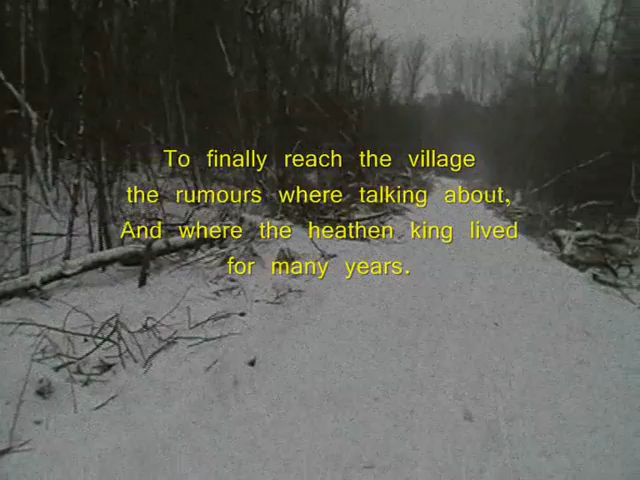 To finally reach the village
the rumours where talking about,
And where the heathen king lived
for many years.